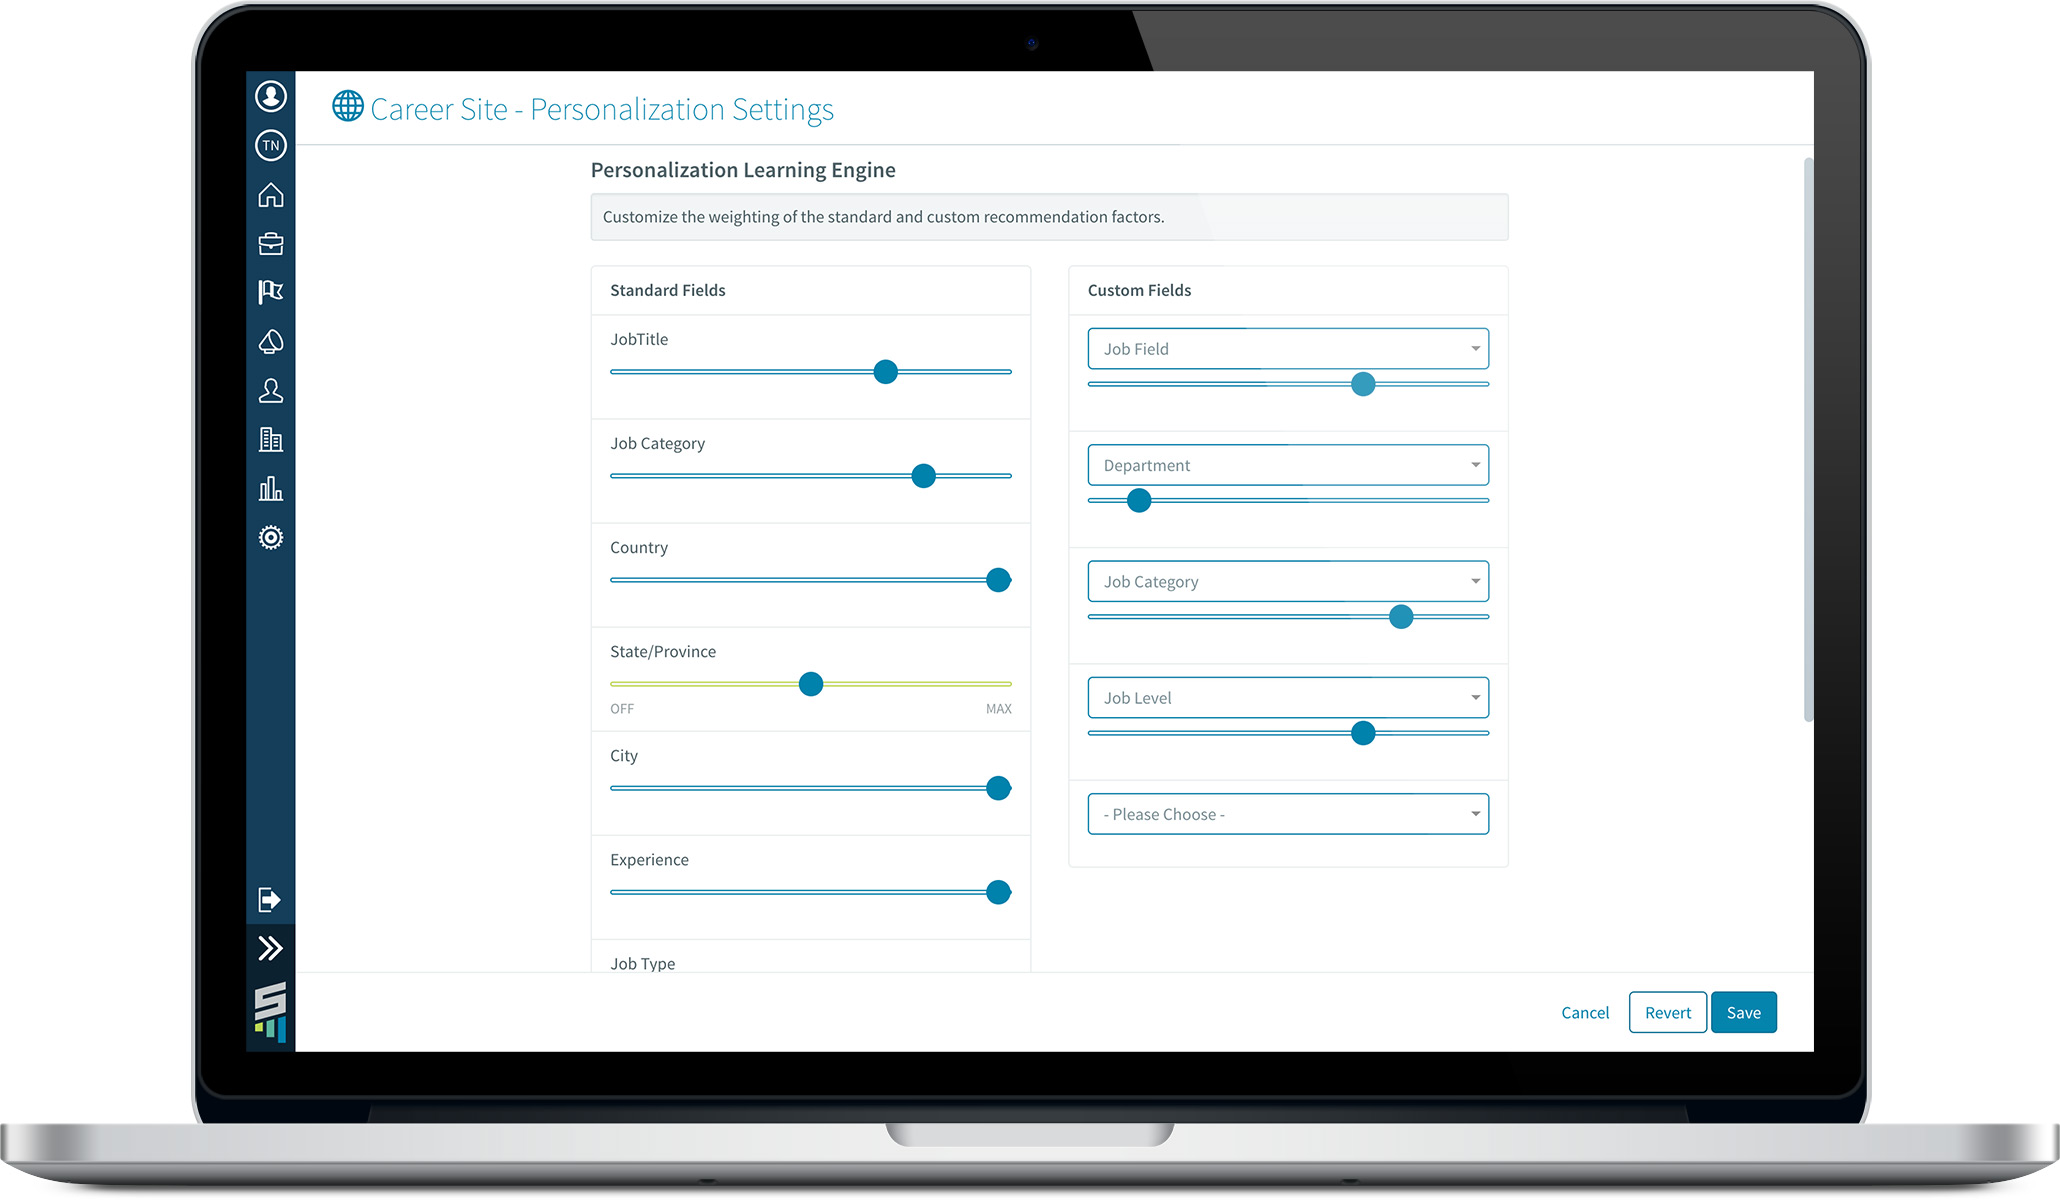 TN
Career Site - Personalization Settings
Personalization Learning Engine
Customize the weighting of the standard and custom recommendation factors.
Standard Fields
JobTitle
Job Category
Country
State/Province
OFF MAX
City
Experience
Job Type
Custom Fields
Job Field
Department
Job Category
Job Level
- Please Choose -
Cancel Revert Save